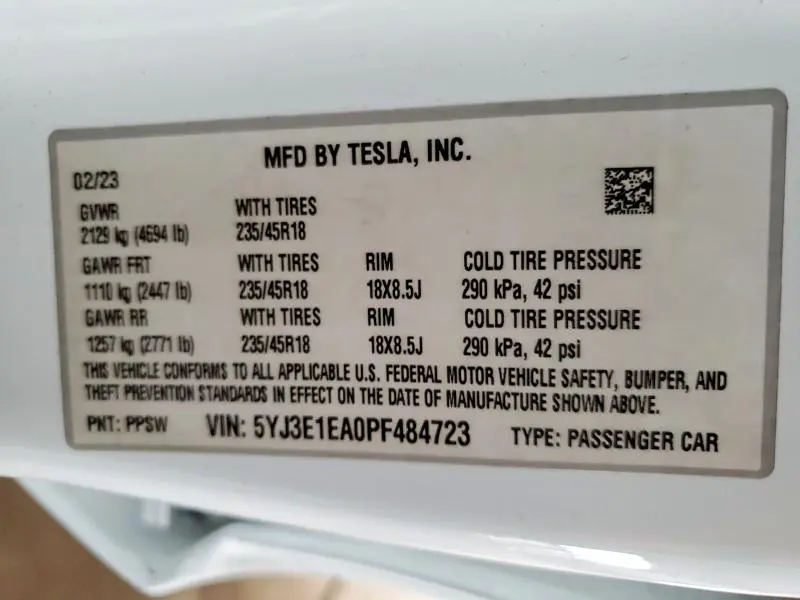 MFD BY TESLA, INC.
02/23
GVWR WITH TIRES
2129 kg (4694 lb) 235/45R18
GAWR FRT WITH TIRES RIM COLD TIRE PRESSURE
1110 kg (2447 lb) 235/45R18 18X8.5J 290 kPa, 42 psi
GAWR RR WITH TIRES RIM COLD TIRE PRESSURE
1257 kg (2771 lb) 235/45R18 18X8.5J 290 kPa, 42 psi
THIS VEHICLE CONFORMS TO ALL APPLICABLE U.S. FEDERAL MOTOR VEHICLE SAFETY, BUMPER, AND
THEFT PREVENTION STANDARDS IN EFFECT ON THE DATE OF MANUFACTURE SHOWN ABOVE.
PNT: PPSW VIN: 5YJ3E1EA0PF484723 TYPE: PASSENGER CAR